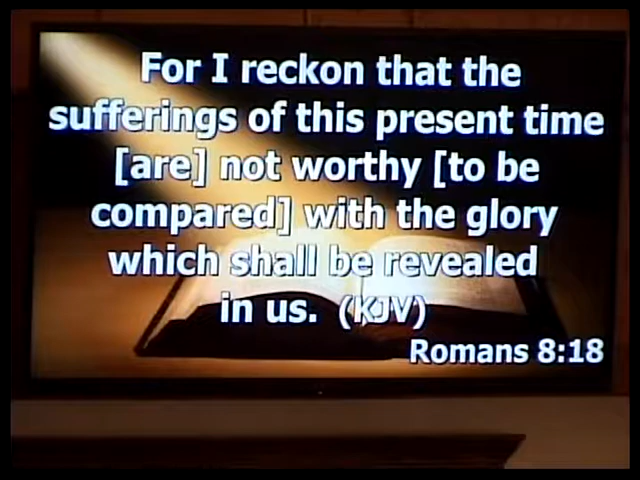 For I reckon that the
sufferings of this present time
[are] not worthy [to be
compared] with the glory
which shall be revealed
in us. (KJV)
Romans 8:18